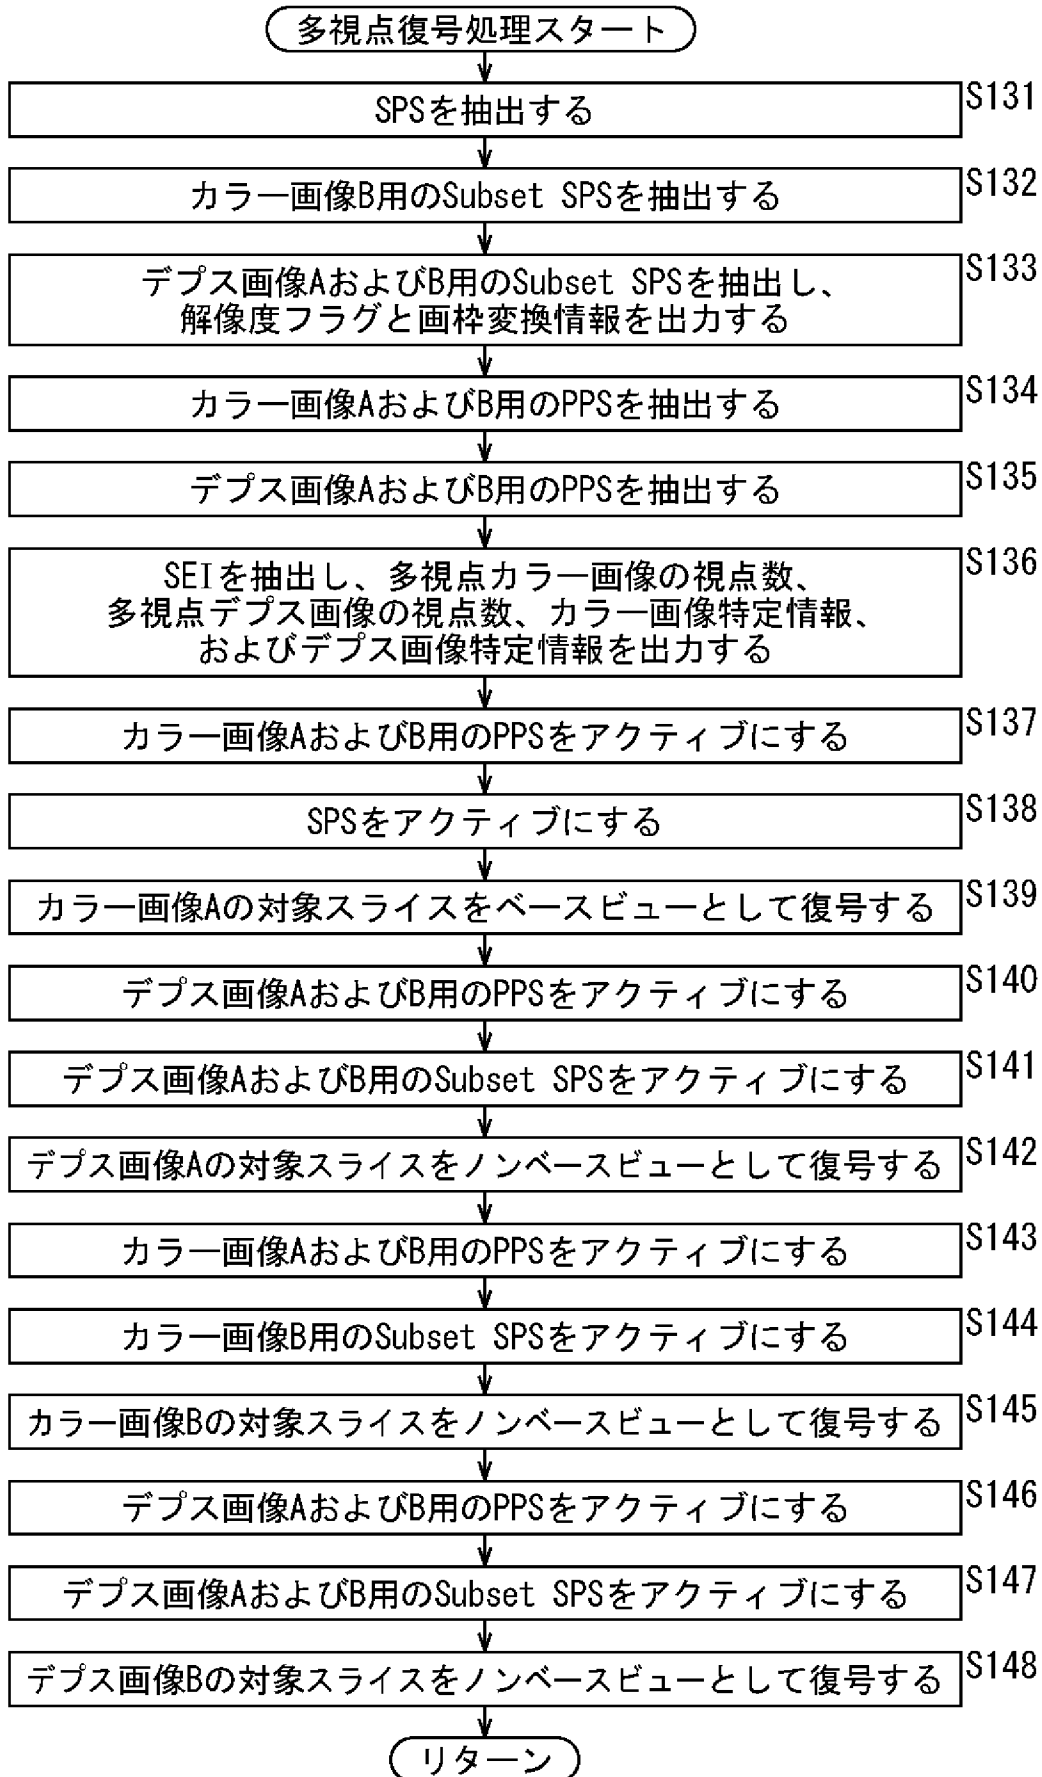 多視点復号処理スタート
SPSを抽出する
S131
カラー画像B用のSubset SPSを抽出する
S132
デプス画像AおよびB用のSubset SPSを抽出し、
解像度フラグと画枠変換情報を出力する
S133
カラー画像AおよびB用のPPSを抽出する
S134
デプス画像AおよびB用のPPSを抽出する
S135
SEIを抽出し、多視点カラー画像の視点数、
多視点デプス画像の視点数、カラー画像特定情報、
およびデプス画像特定情報を出力する
S136
カラー画像AおよびB用のPPSをアクティブにする
S137
SPSをアクティブにする
S138
カラー画像Aの対象スライスをベースビューとして復号する
S139
デプス画像AおよびB用のPPSをアクティブにする
S140
デプス画像AおよびB用のSubset SPSをアクティブにする
S141
デプス画像Aの対象スライスをノンベースビューとして復号する
S142
カラー画像AおよびB用のPPSをアクティブにする
S143
カラー画像B用のSubset SPSをアクティブにする
S144
カラー画像Bの対象スライスをノンベースビューとして復号する
S145
デプス画像AおよびB用のPPSをアクティブにする
S146
デプス画像AおよびB用のSubset SPSをアクティブにする
S147
デプス画像Bの対象スライスをノンベースビューとして復号する
S148
リターン